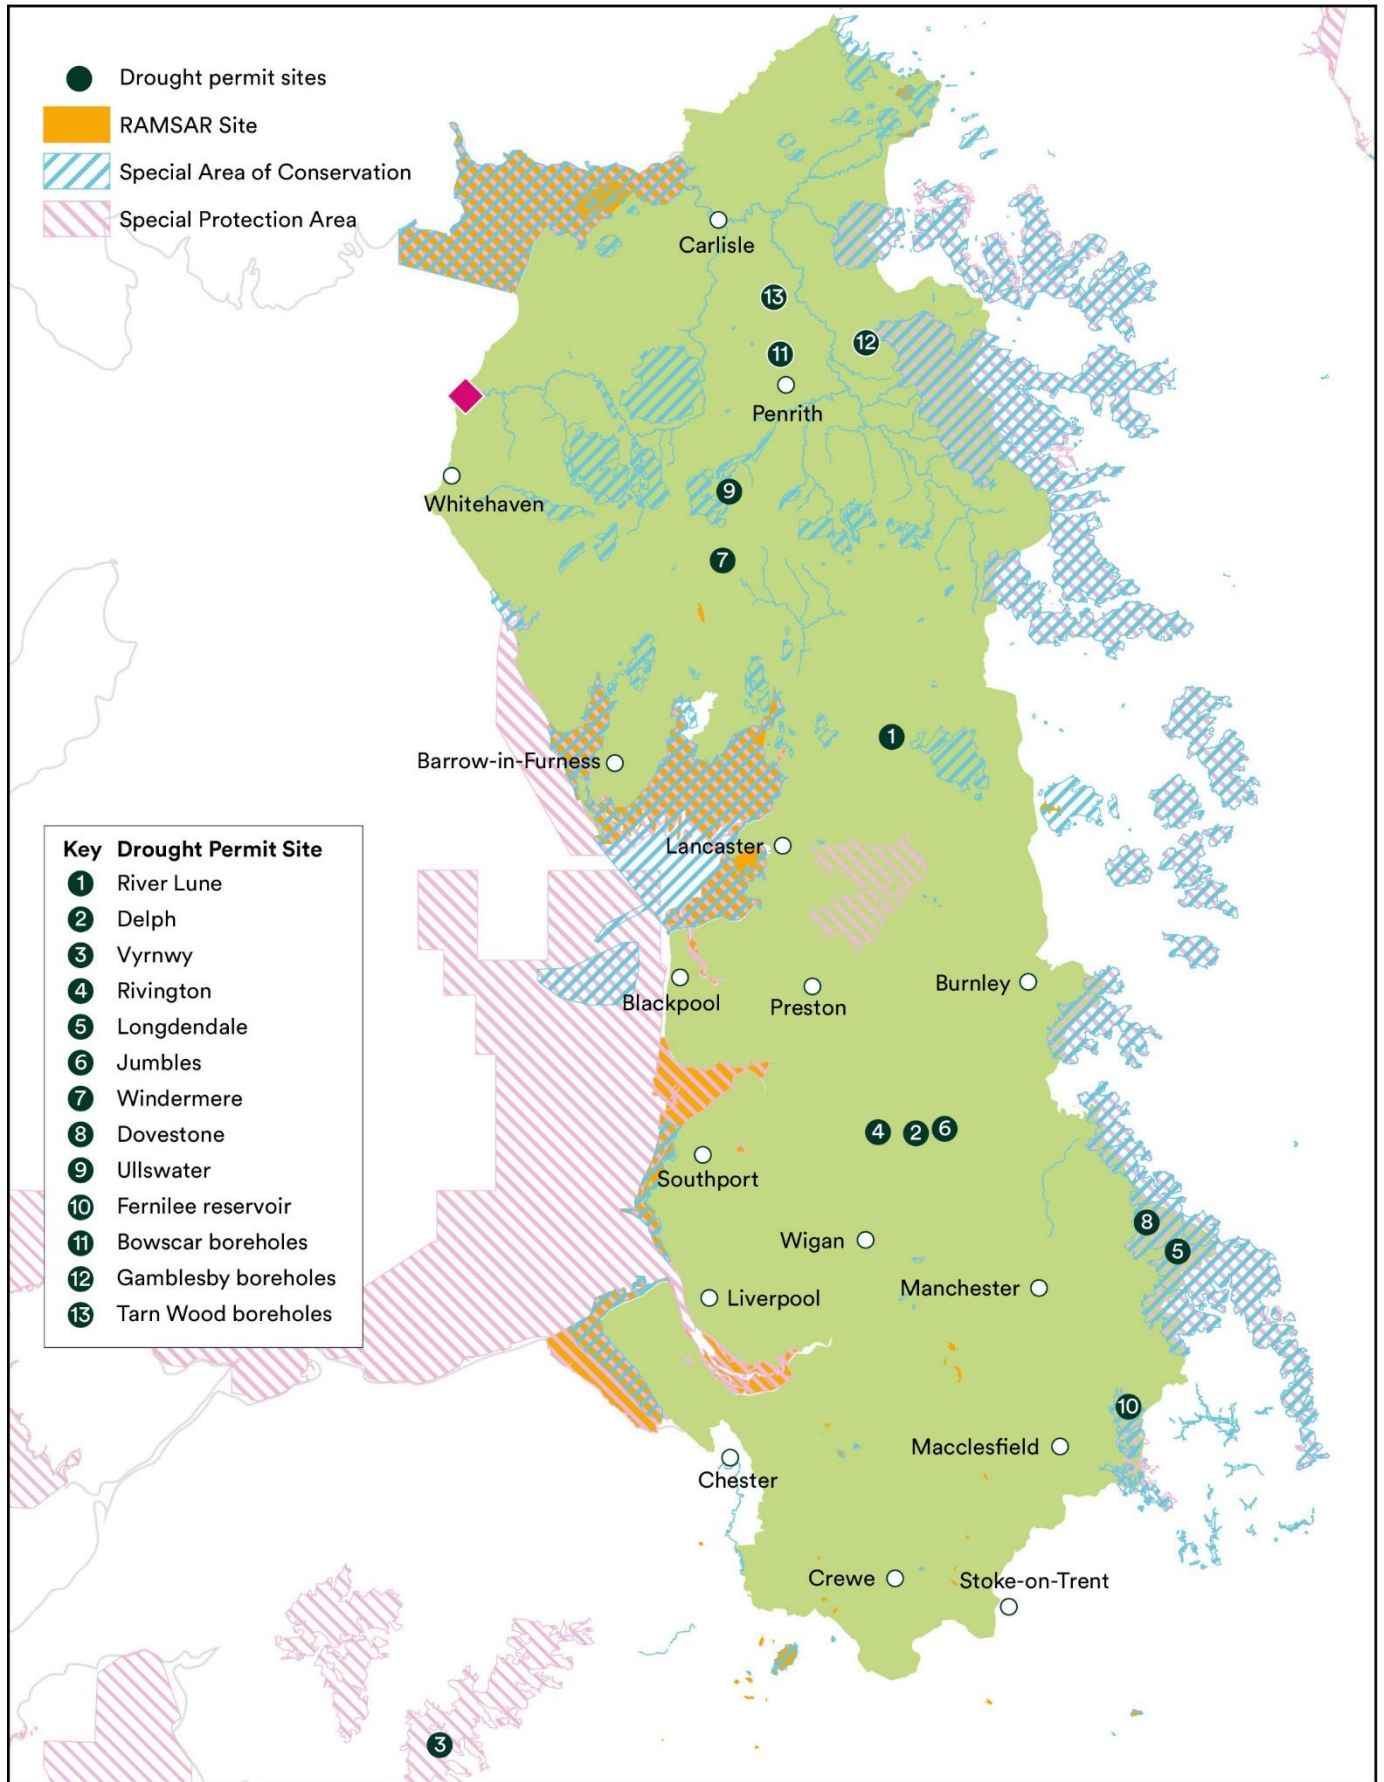 Drought permit sites
RAMSAR Site
Special Area of Conservation
Special Protection Area
Carlisle
13
12
11
Penrith
Whitehaven
9
7
1
Barrow-in-Furness
Lancaster
Key Drought Permit Site
1 River Lune
2 Delph
3 Vyrnwy
4 Rivington
5 Longdendale
6 Jumbles
7 Windermere
8 Dovestone
9 Ullswater
10 Fernilee reservoir
11 Bowscar boreholes
12 Gamblesby boreholes
13 Tarn Wood boreholes
Burnley
Blackpool
Preston
4 2 6
Southport
8
Wigan
5
Manchester
Liverpool
10
Macclesfield
Chester
Crewe
Stoke-on-Trent
3